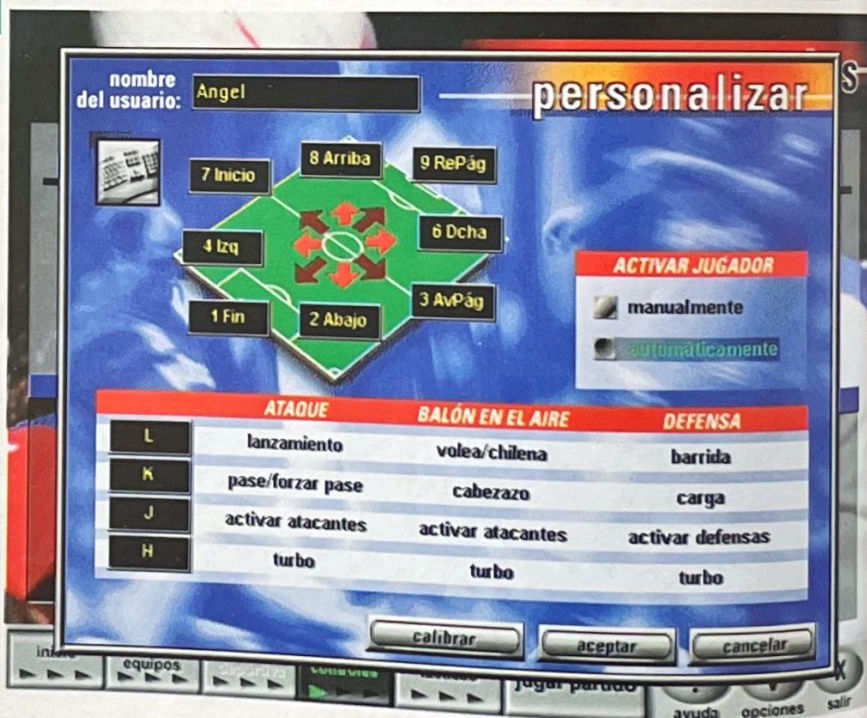 nombre
del usuario:
Angel
personalizar
7 Inicio
8 Arriba
9 RePág
4 Izq
6 Dcha
1 Fin
2 Abajo
3 AvPág
ACTIVAR JUGADOR
manualmente
automáticamente
ATAQUE BALÓN EN EL AIRE DEFENSA
L lanzamiento volea/chilena barrida
K pase/forzar pase cabezazo carga
J activar atacantes activar atacantes activar defensas
H turbo turbo turbo
calibrar aceptar cancelar
equipos controles jugar partido
ayuda opciones salir